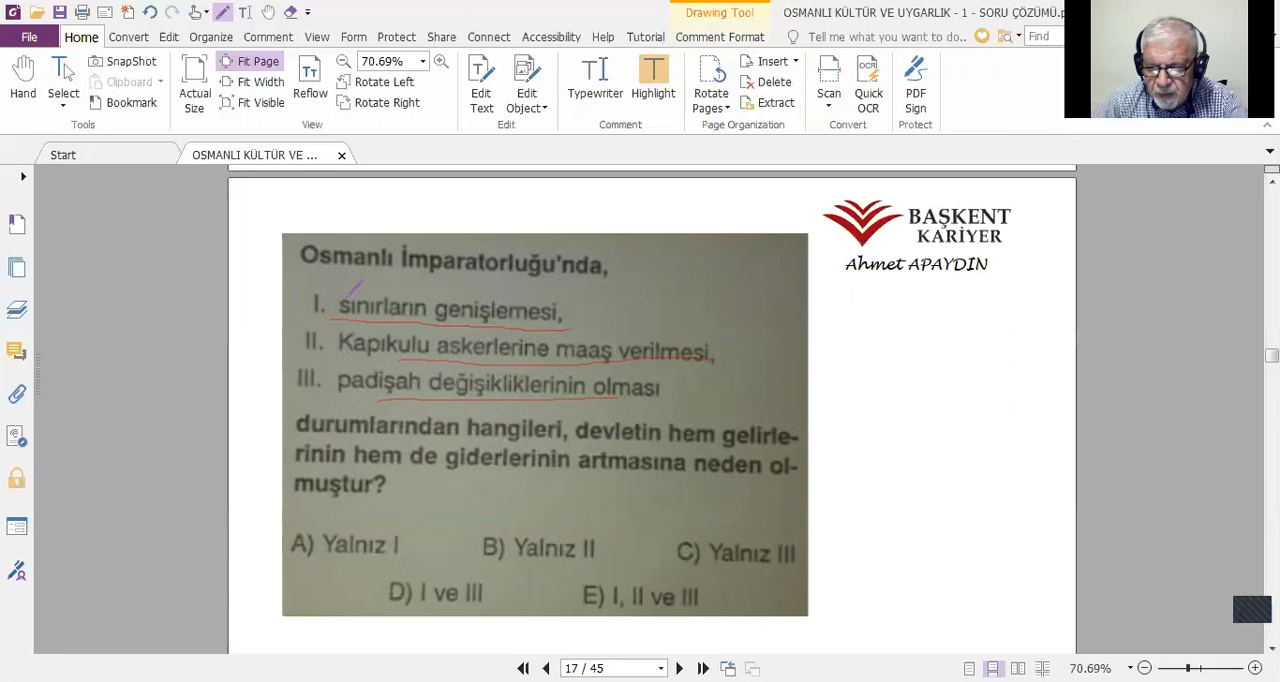 Drawing Tool
OSMANLI KÜLTÜR VE UYGARLIK - 1 - SORU ÇÖZÜMÜ.p
File Home Convert Edit Organize Comment View Form Protect Share Connect Accessibility Help Tutorial Comment Format Tell me what you want to do.. Find
Hand Select SnapShot Clipboard Bookmark
Tools
Actual Size Fit Page Fit Width Fit Visible Reflow 70.69% Rotate Left Rotate Right
View
Edit Text Edit Object
Edit
Typewriter Highlight
Comment
Rotate Pages Insert Delete Extract
Page Organization
Scan Quick OCR
Convert
PDF Sign
Protect
Start OSMANLI KÜLTÜR VE ...
BAŞKENT
KARİYER
Ahmet APAYDIN
Osmanlı İmparatorluğu'nda,
I. sınırların genişlemesi,
II. Kapıkulu askerlerine maaş verilmesi,
III. padişah değişikliklerinin olması
durumlarından hangileri, devletin hem gelirle-
rinin hem de giderlerinin artmasına neden ol-
muştur?
A) Yalnız I B) Yalnız II C) Yalnız III
D) I ve III E) I, II ve III
17 / 45 70.69%